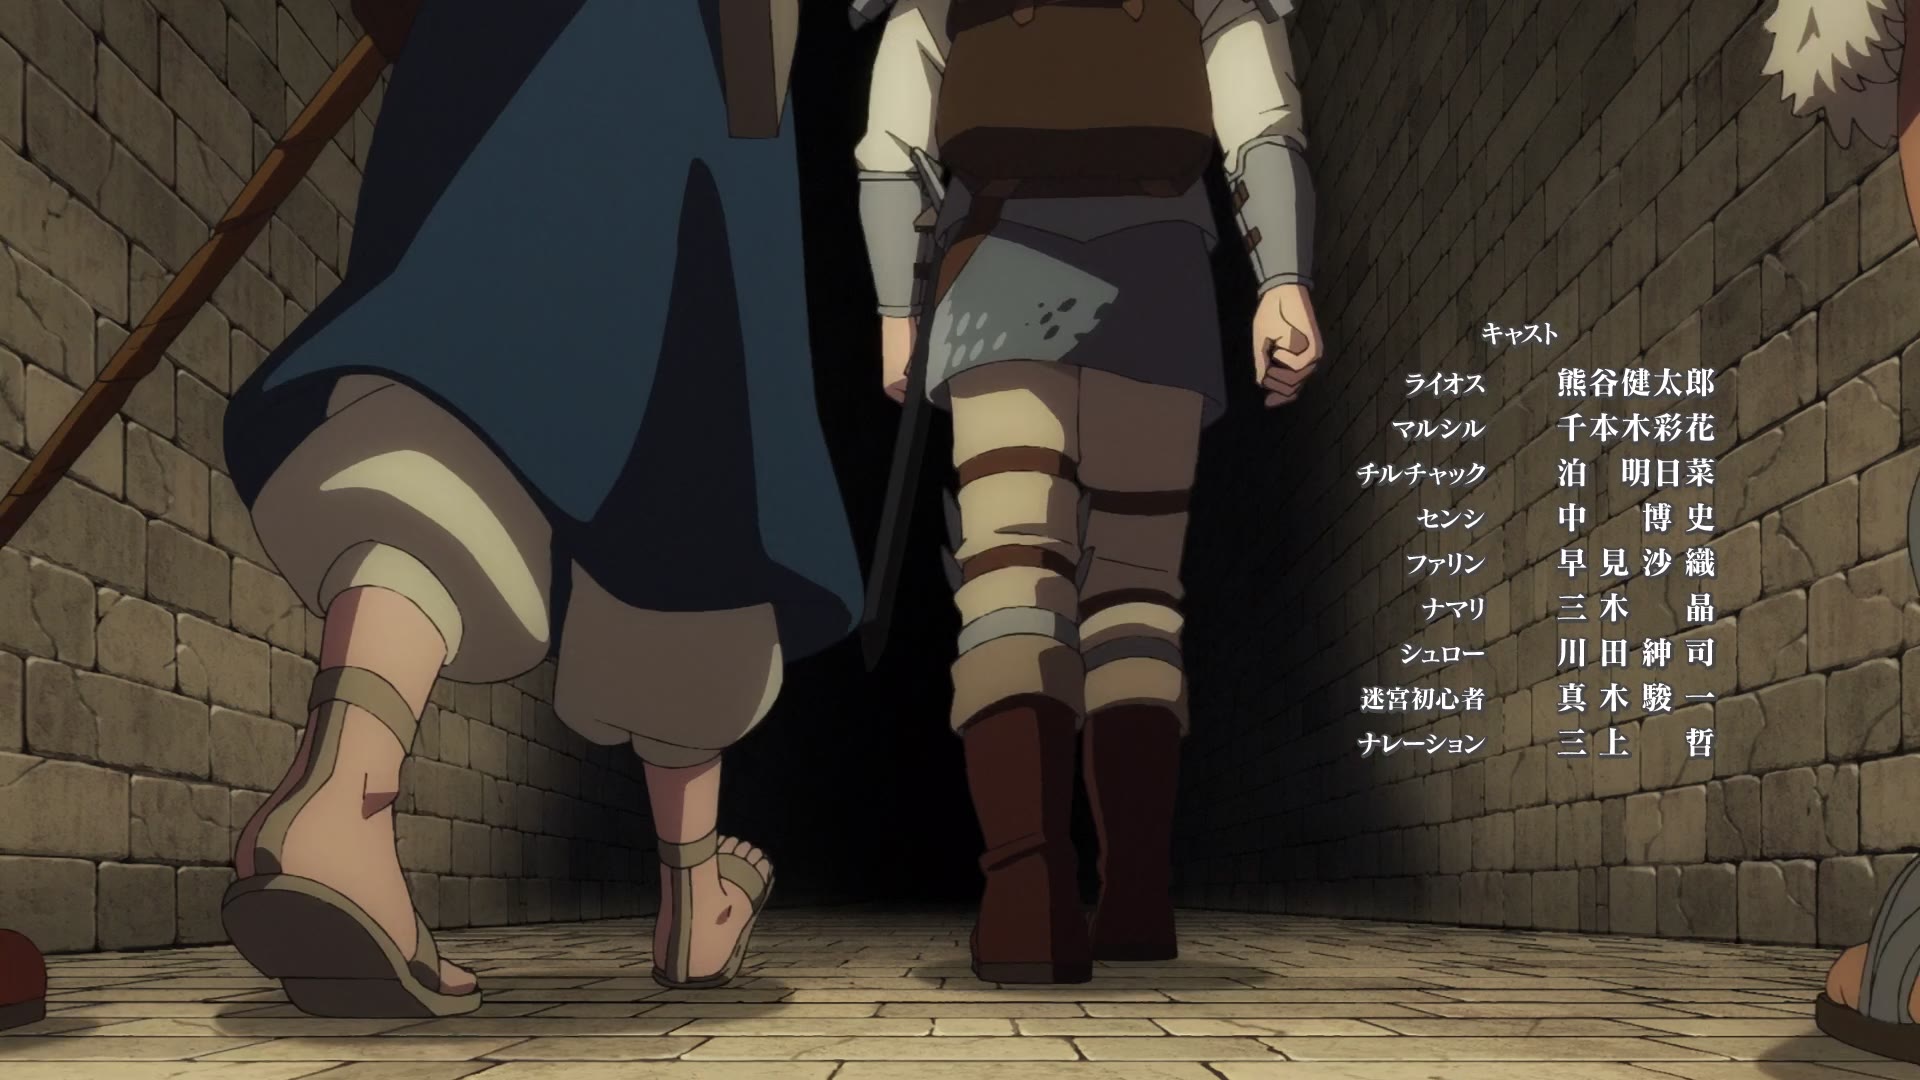 キャスト
ライオス 熊谷健太郎
マルシル 千本木彩花
チルチャック 泊 明日菜
センシ 中 博史
ファリン 早見沙織
ナマリ 三木 晶
シュロー 川田紳司
迷宮初心者 真木駿一
ナレーション 三上 哲